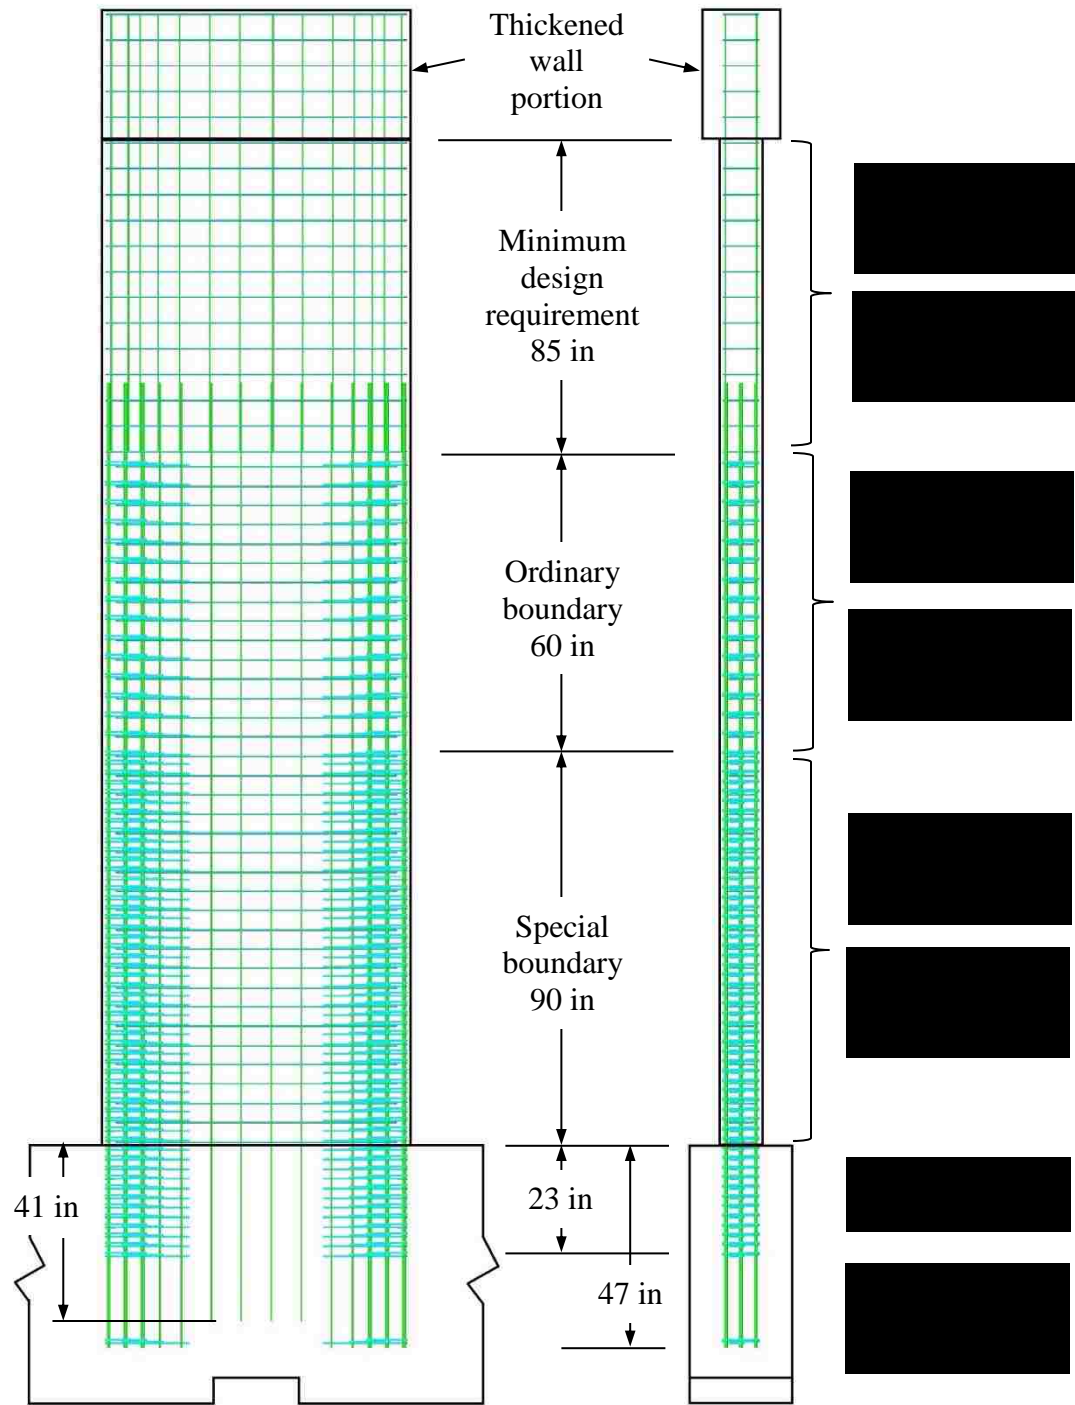 Thickened
wall
portion
Minimum
design
requirement
85 in
Ordinary
boundary
60 in
Special
boundary
90 in
41 in
23 in
47 in